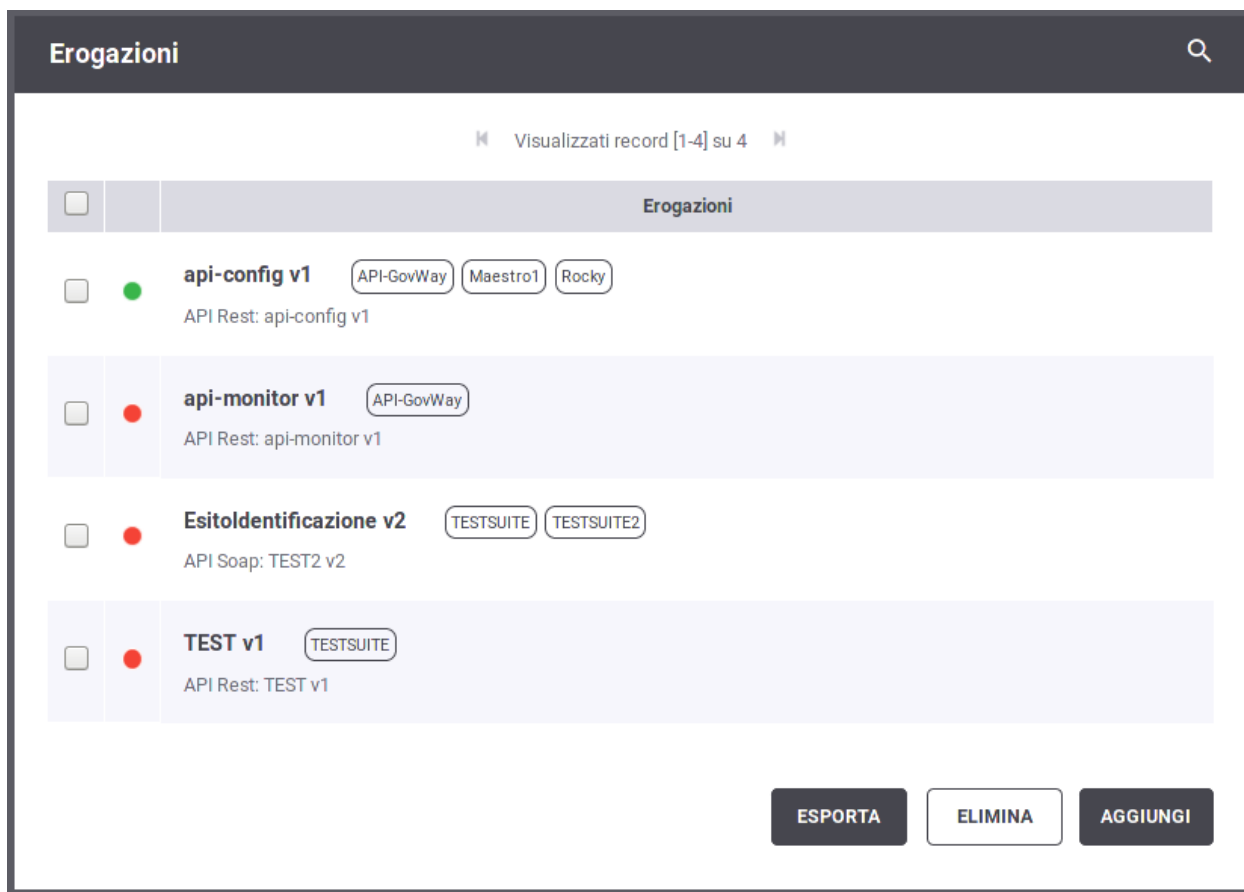 Erogazioni
Visualizzati record [1-4] su 4
Erogazioni
api-config v1 API-GovWay Maestro1 Rocky
API Rest: api-config v1
api-monitor v1 API-GovWay
API Rest: api-monitor v1
EsitoIdentificazione v2 TESTSUITE TESTSUITE2
API Soap: TEST2 v2
TEST v1 TESTSUITE
API Rest: TEST v1
ESPORTA ELIMINA AGGIUNGI